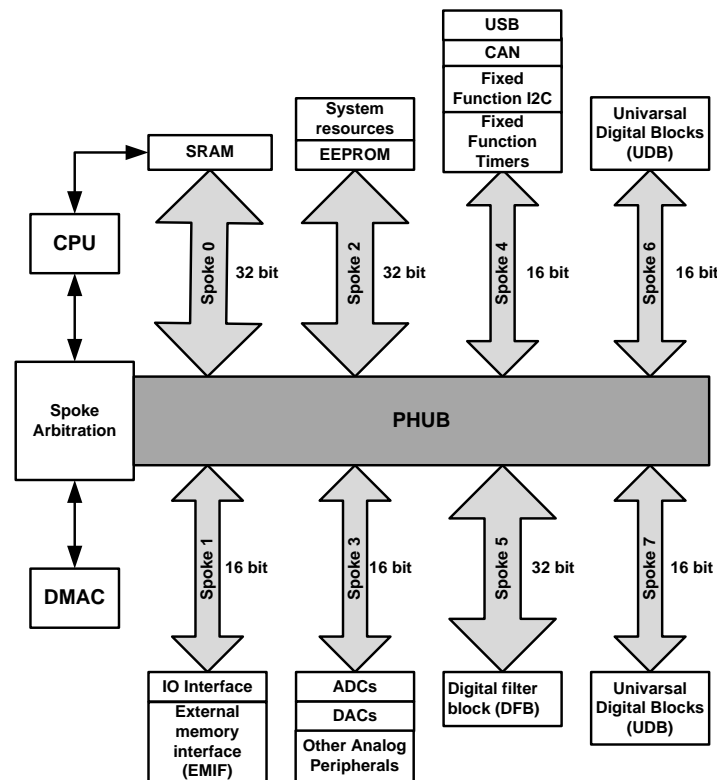 USB
CAN
Fixed
Function I2C
Fixed
Function
Timers
System
resources
EEPROM
SRAM
Univarsal
Digital Blocks
(UDB)
CPU
Spoke 0
32 bit
Spoke 2
32 bit
Spoke 4
16 bit
Spoke 6
16 bit
Spoke
Arbitration
PHUB
Spoke 1
16 bit
Spoke 3
16 bit
Spoke 5
32 bit
Spoke 7
16 bit
DMAC
IO Interface
External
memory
interface
(EMIF)
ADCs
DACs
Other Analog
Peripherals
Digital filter
block (DFB)
Univarsal
Digital Blocks
(UDB)